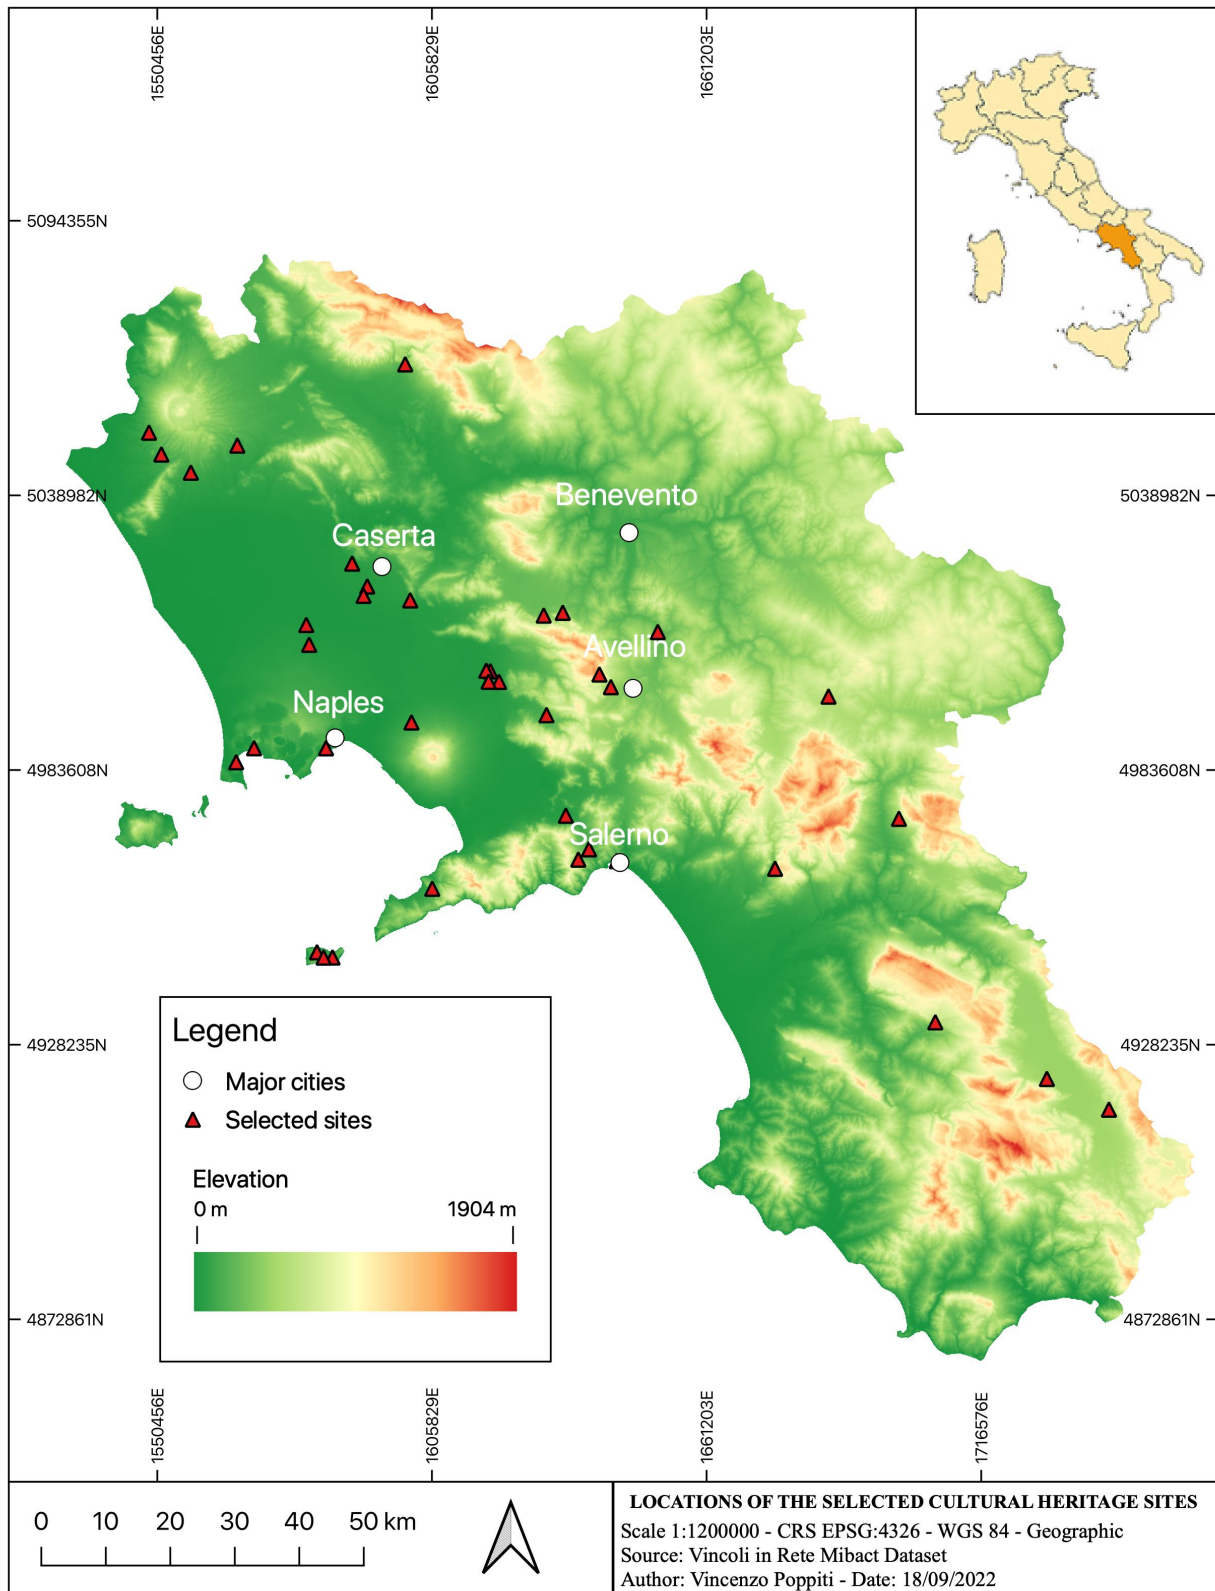 1550456E
1605829E
1661203E
5094355N
5038982N
5038982N
Benevento
Caserta
Avellino
Naples
4983608N
4983608N
Salerno
Legend
Major cities
Selected sites
Elevation
0 m
1904 m
4928235N
4928235N
4872861N
4872861N
1550456E
1605829E
1661203E
1716576E
0 10 20 30 40 50 km
LOCATIONS OF THE SELECTED CULTURAL HERITAGE SITES
Scale 1:1200000 - CRS EPSG:4326 - WGS 84 - Geographic
Source: Vincoli in Rete Mibact Dataset
Author: Vincenzo Poppiti - Date: 18/09/2022